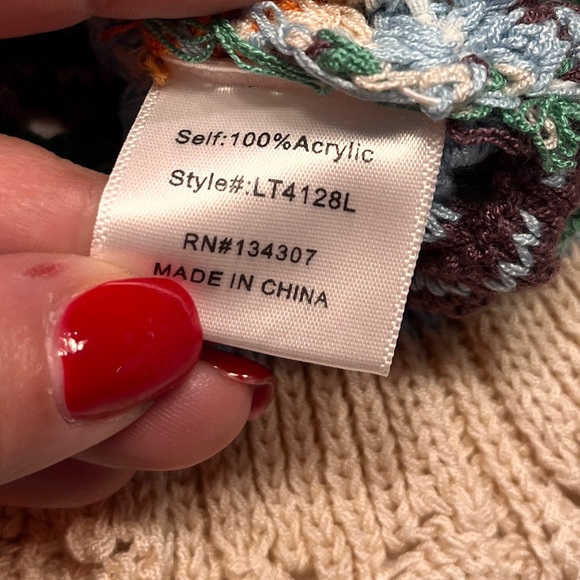 Self:100%Acrylic
Style#:LT4128L
RN#134307
MADE IN CHINA